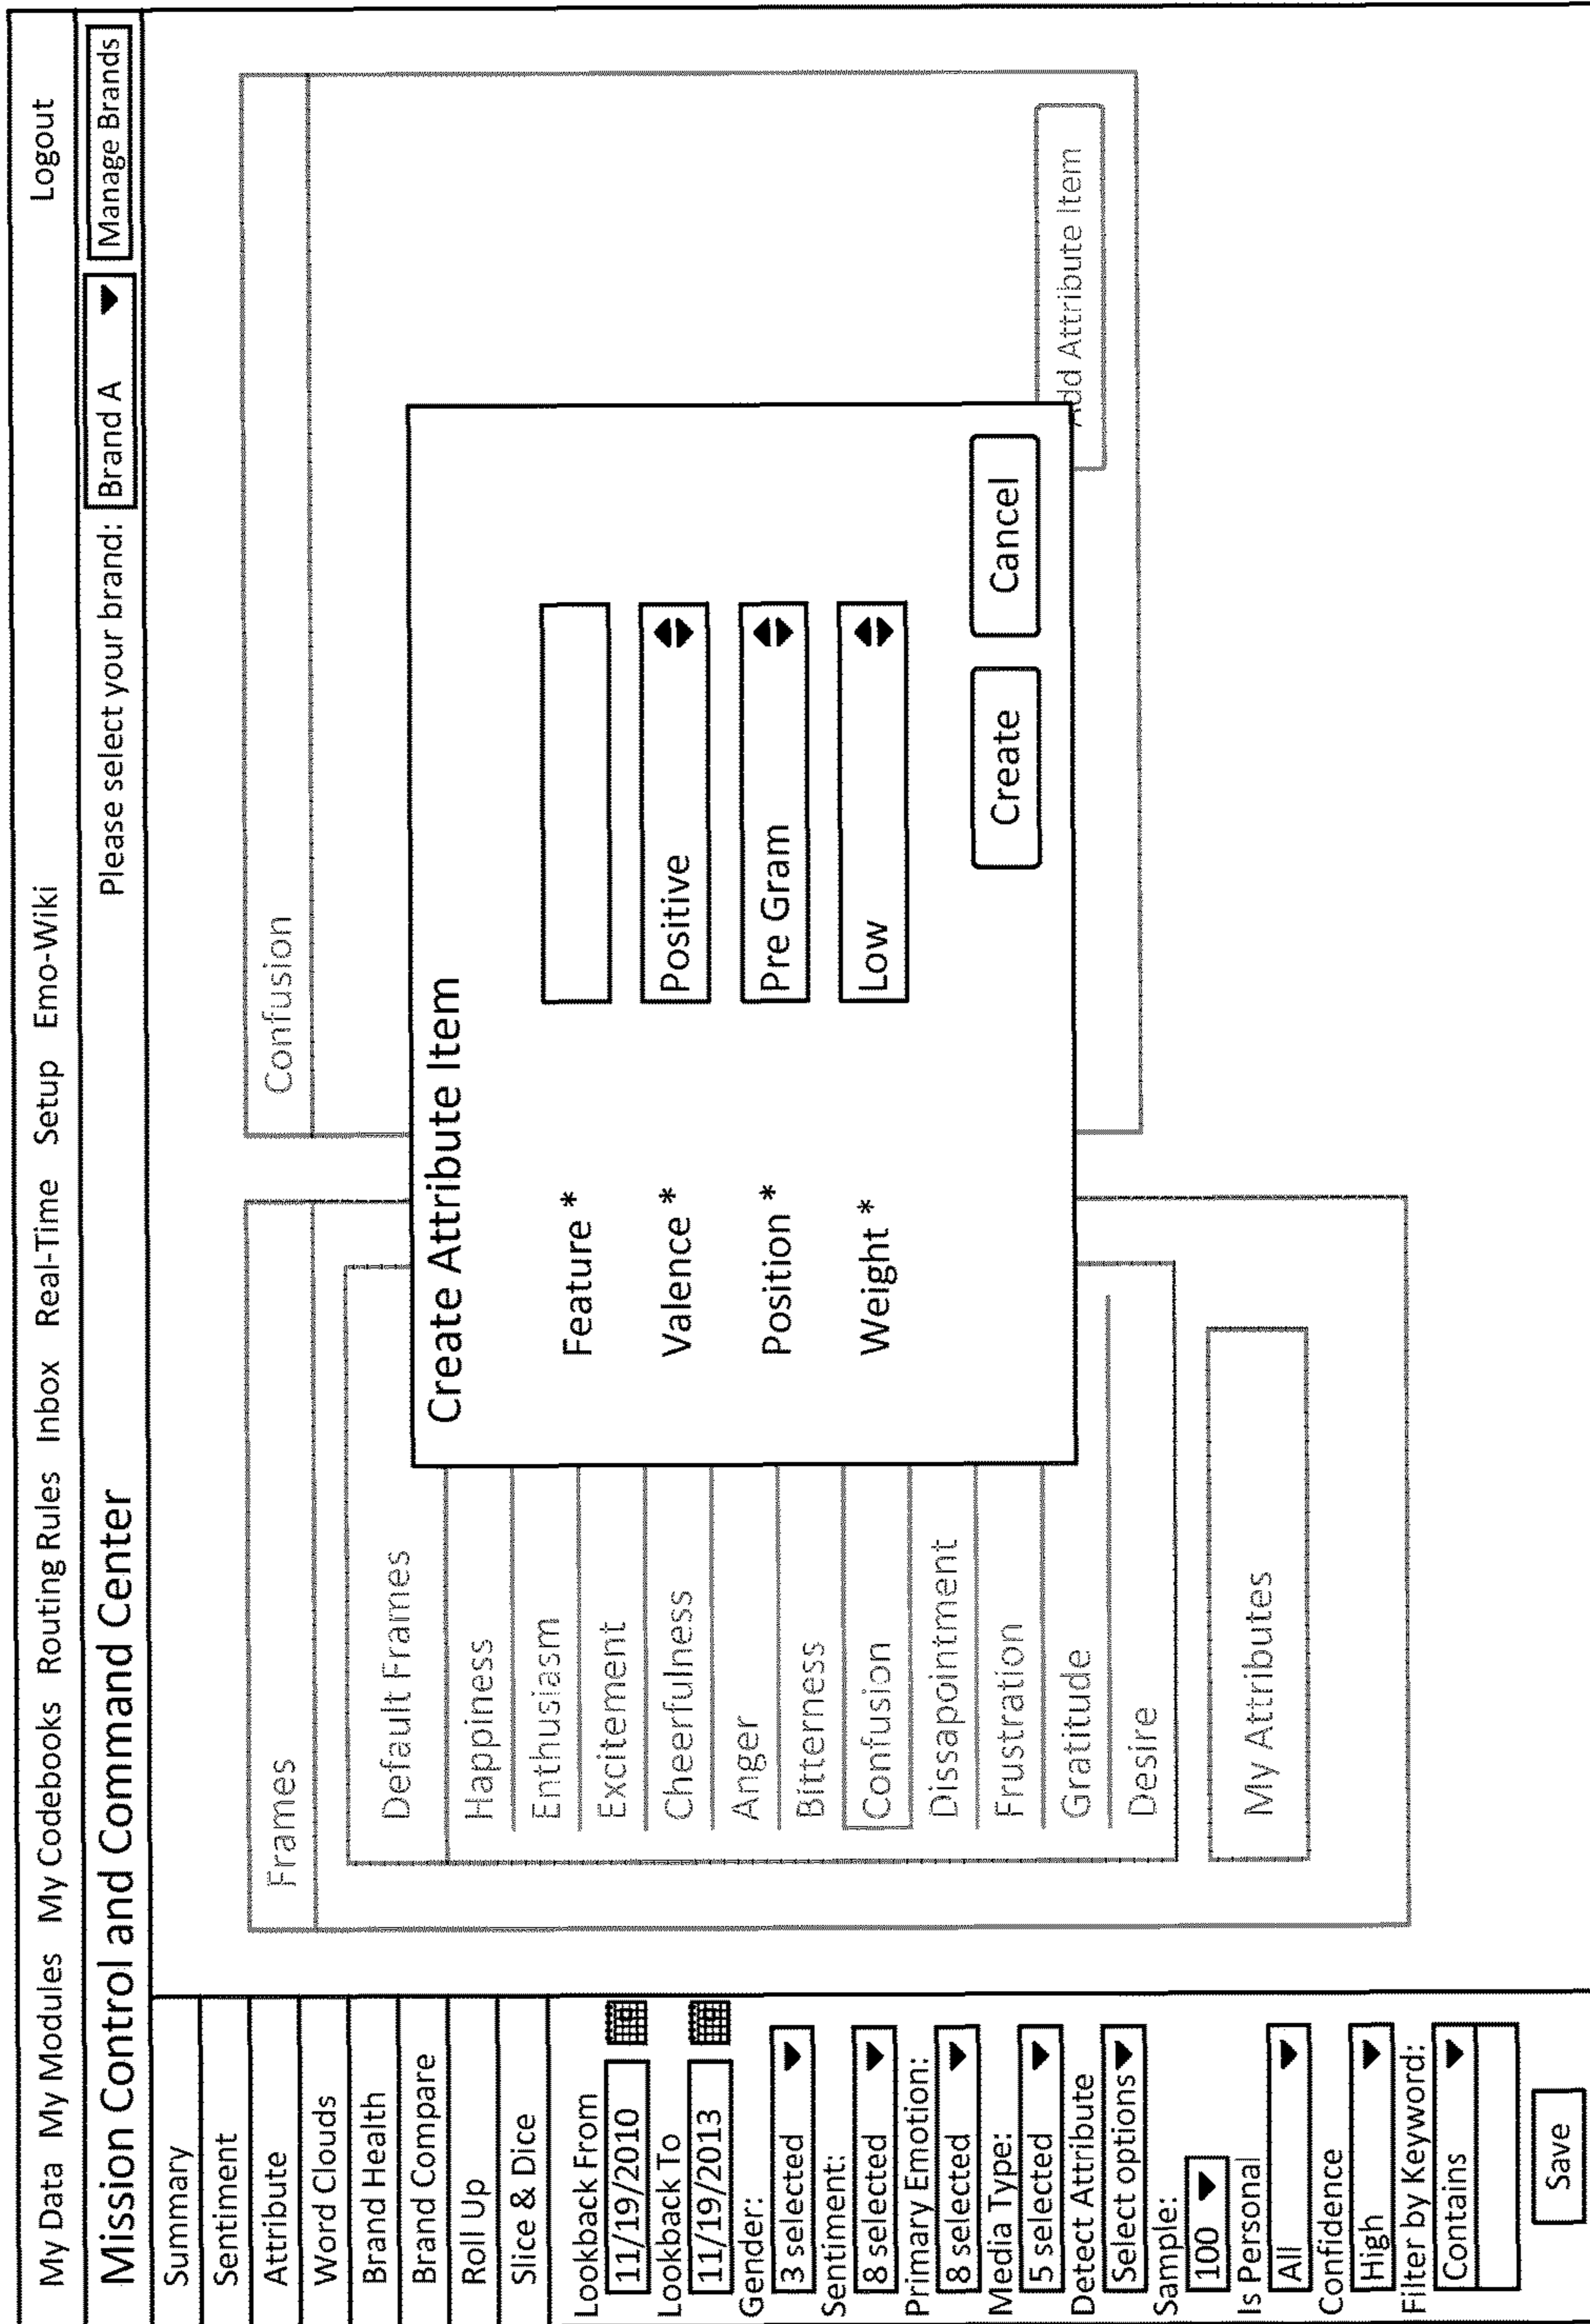 My Data My Modules My Codebooks Routing Rules Inbox Real-Time Setup Emo-Wiki Logout
Mission Control and Command Center Please select your brand: Brand A Manage Brands
Summary
Sentiment
Attribute
Word Clouds
Brand Health
Brand Compare
Roll Up
Slice & Dice
Lookback From
11/19/2010
Lookback To
11/19/2013
Gender:
3 selected
Sentiment:
8 selected
Primary Emotion:
8 selected
Media Type:
5 selected
Detect Attribute
Select options
Sample:
100
Is Personal
All
Confidence
High
Filter by Keyword:
Contains
Save
Frames
Default Frames
Happiness
Enthusiasm
Excitement
Cheerfulness
Anger
Bitterness
Confusion
Dissapointment
Frustration
Gratitude
Desire
My Attributes
Confusion
Add Attribute Item
Create Attribute Item
Feature *
Valence * Positive
Position * Pre Gram
Weight * Low
Create Cancel